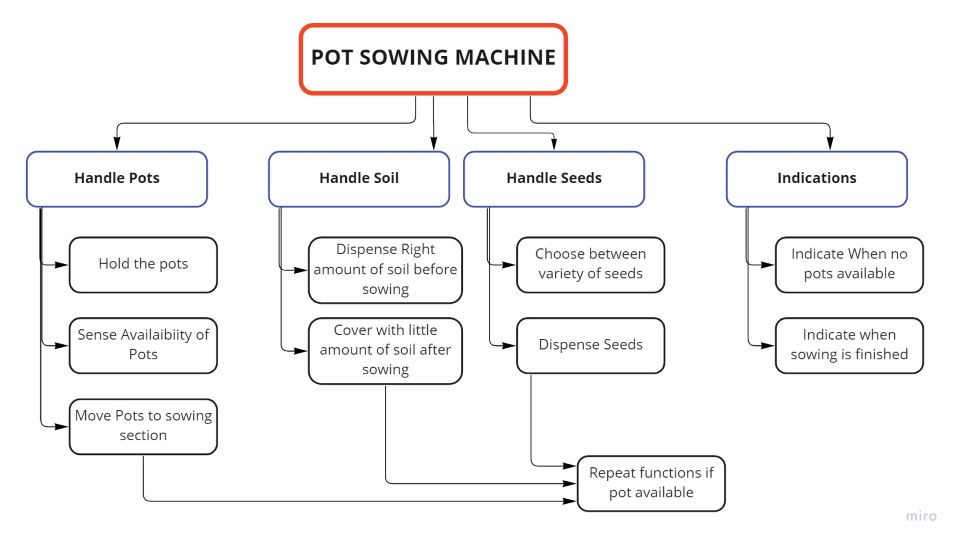 POT SOWING MACHINE
Handle Pots
Handle Soil
Handle Seeds
Indications
Hold the pots
Dispense Right
amount of soil before
sowing
Choose between
variety of seeds
Indicate When no
pots available
Sense Availaibiity of
Pots
Cover with little
amount of soil after
sowing
Dispense Seeds
Indicate when
sowing is finished
Move Pots to sowing
section
Repeat functions if
pot available
miro